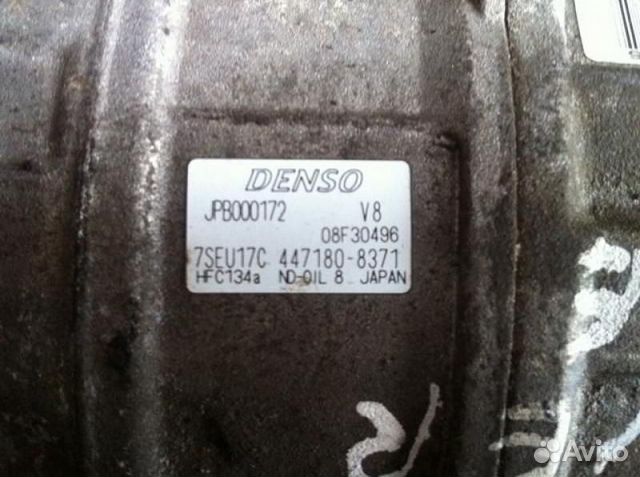 DENSO
JPB000172 V8
08F30496
7SEU17C 447180-8371
HFC134a ND-OIL 8 JAPAN
Avito